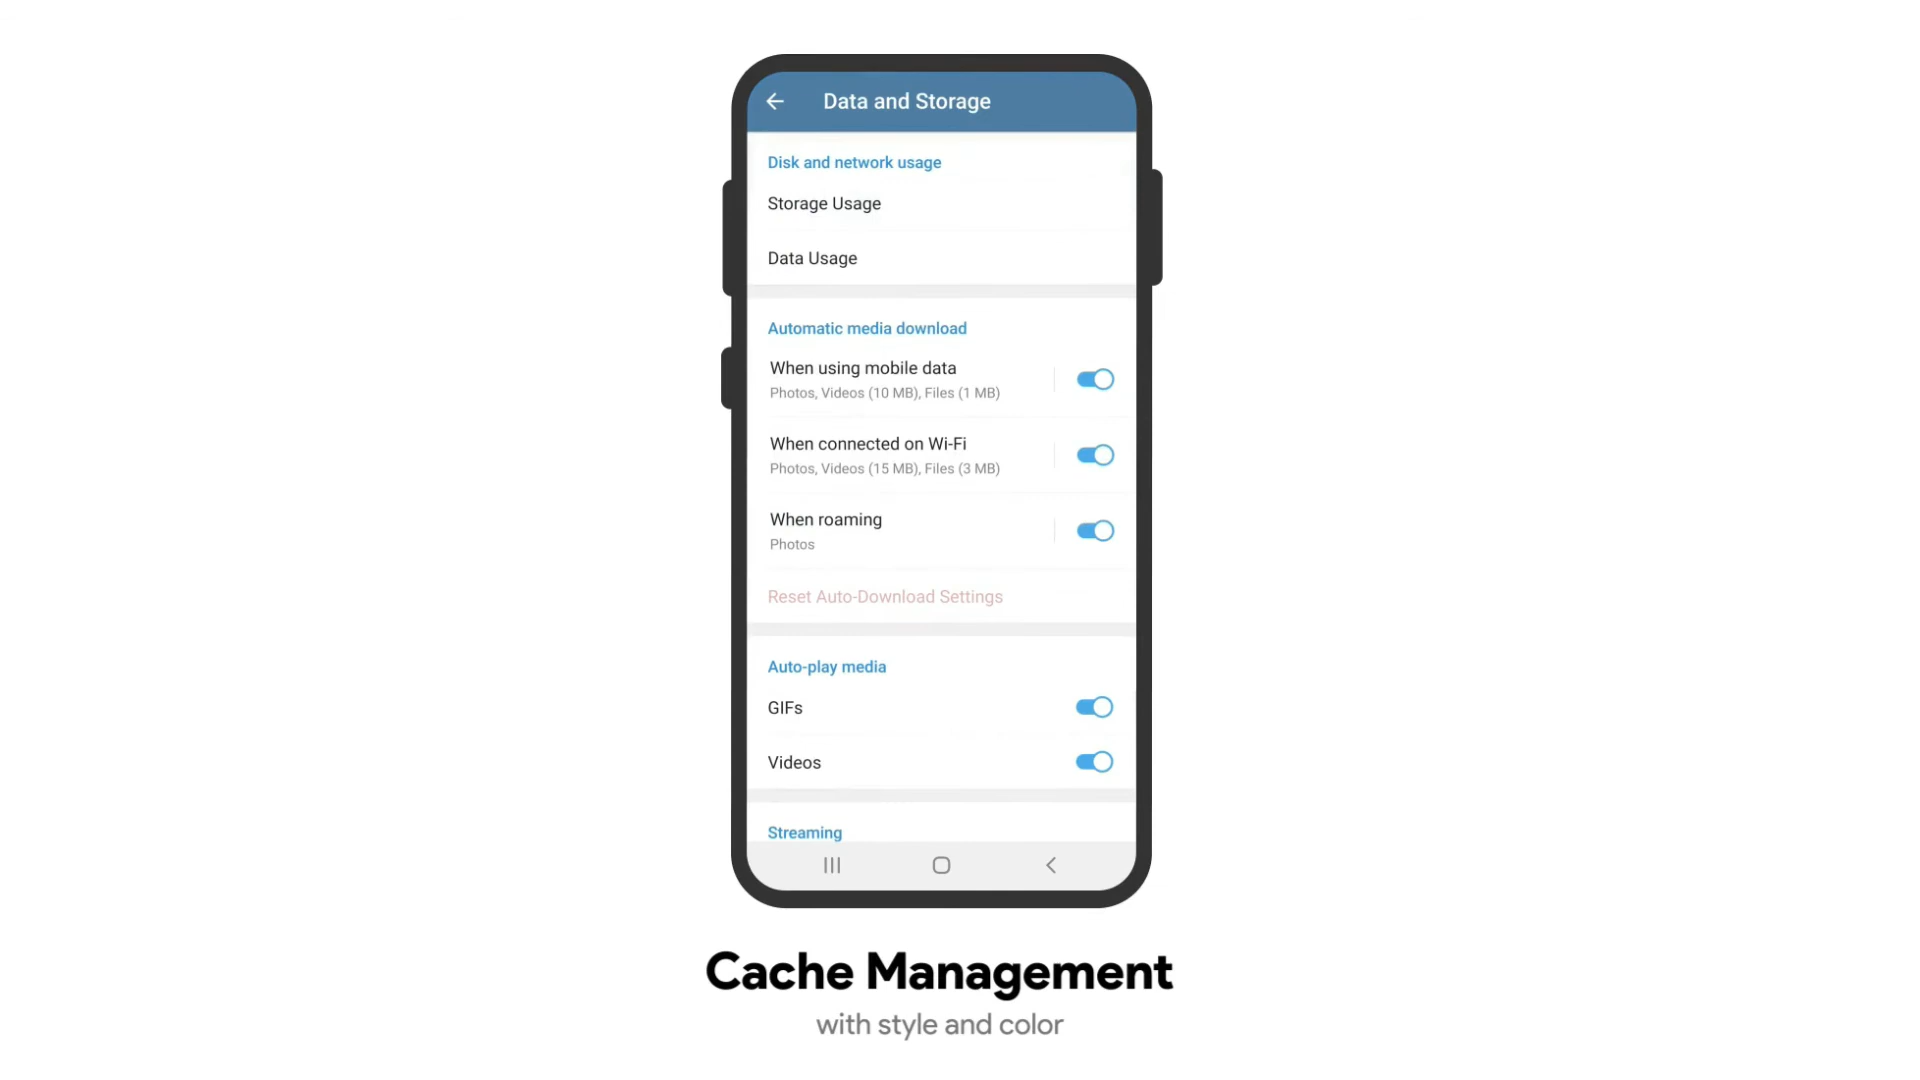 Data and Storage
Disk and network usage
Storage Usage
Data Usage
Automatic media download
When using mobile data
Photos, Videos (10 MB), Files (1 MB)
When connected on Wi-Fi
Photos, Videos (15 MB), Files (3 MB)
When roaming
Photos
Reset Auto-Download Settings
Auto-play media
GIFs
Videos
Streaming
Cache Management
with style and color